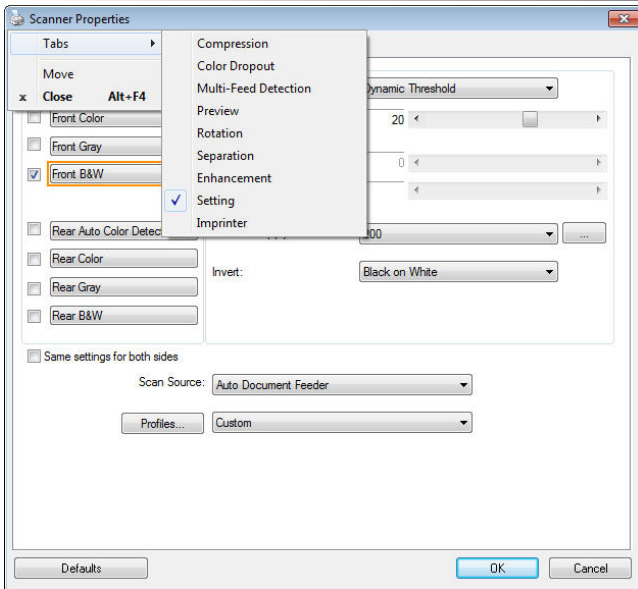 Scanner Properties
Tabs
Compression
Color Dropout
Multi-Feed Detection
Preview
Rotation
Separation
Enhancement
Setting
Imprinter
Move
x Close Alt+F4
Dynamic Threshold
Front Color
20
Front Gray
0
Front B&W
Rear Auto Color Detect
200
...
Rear Color
Invert:
Black on White
Rear Gray
Rear B&W
Same settings for both sides
Scan Source:
Auto Document Feeder
Profiles...
Custom
Defaults
OK
Cancel